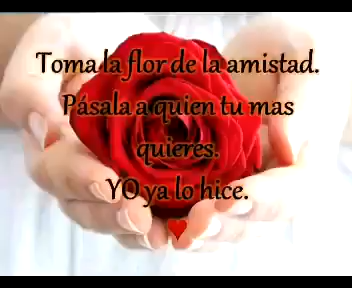 Toma la flor de la amistad.
Pásala a quien tu mas
quieres.
YO ya lo hice.